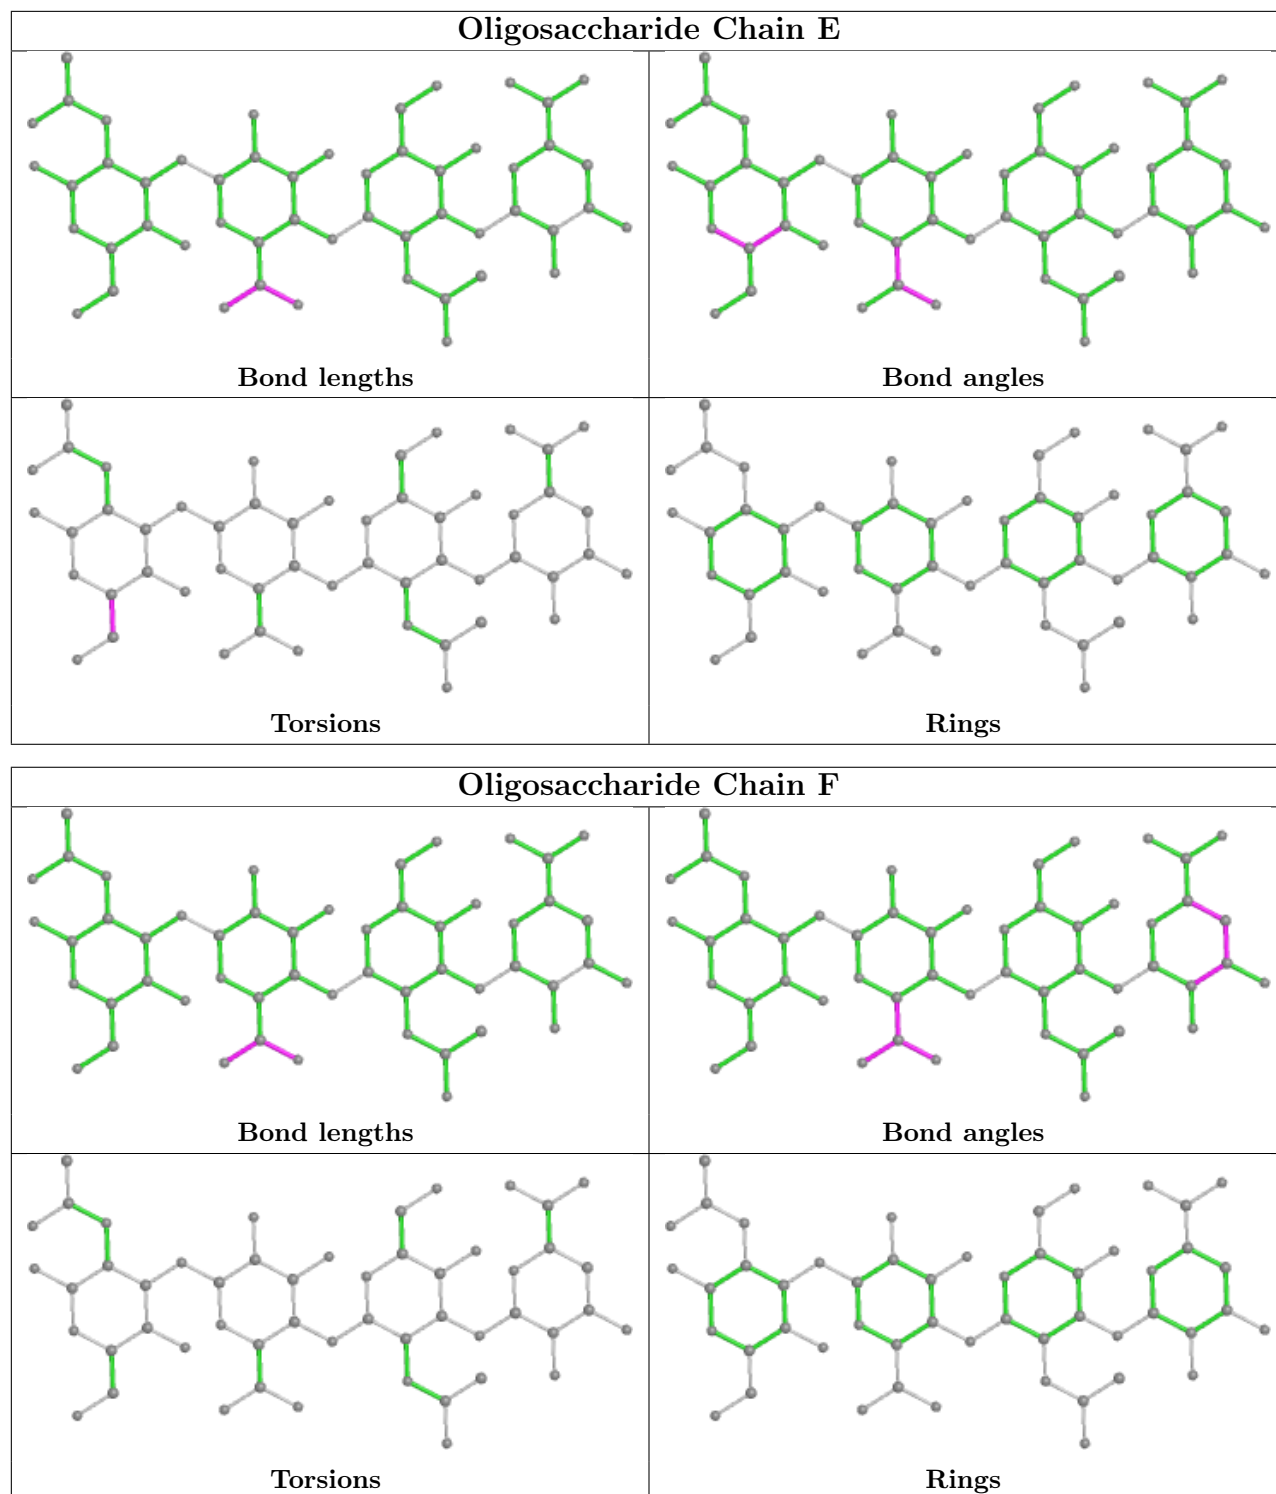 Oligosaccharide Chain E
Bond lengths
Bond angles
Torsions
Rings
Oligosaccharide Chain F
Bond lengths
Bond angles
Torsions
Rings